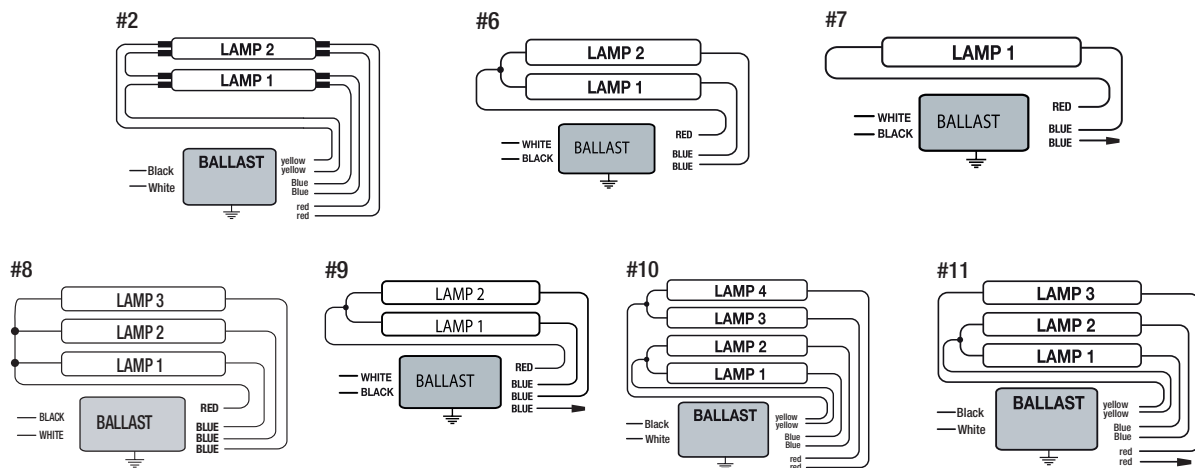 #2
LAMP 2
LAMP 1
BALLAST
Black
White
yellow
yellow
Blue
Blue
red
red
#6
LAMP 2
LAMP 1
WHITE
BLACK
BALLAST
RED
BLUE
BLUE
#7
LAMP 1
WHITE
BLACK
BALLAST
RED
BLUE
BLUE
#8
LAMP 3
LAMP 2
LAMP 1
BLACK
WHITE
BALLAST
RED
BLUE
BLUE
BLUE
#9
LAMP 2
LAMP 1
WHITE
BLACK
BALLAST
RED
BLUE
BLUE
BLUE
#10
LAMP 4
LAMP 3
LAMP 2
LAMP 1
Black
White
BALLAST
yellow
yellow
Blue
Blue
red
red
#11
LAMP 3
LAMP 2
LAMP 1
Black
White
BALLAST
yellow
yellow
Blue
Blue
red
red